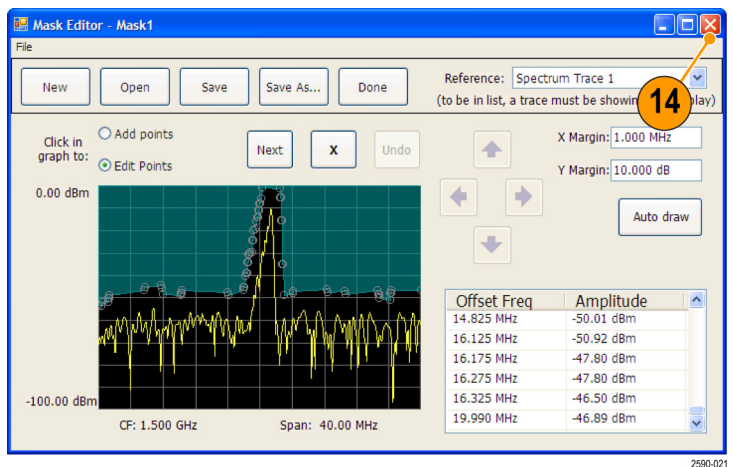 Mask Editor - Mask1
File
New Open Save Save As... Done
Reference: Spectrum Trace 1
(to be in list, a trace must be showin play)
14
Click in graph to:
Add points
Edit Points
Next X Undo
X Margin: 1.000 MHz
Y Margin: 10.000 dB
Auto draw
0.00 dBm
-100.00 dBm
CF: 1.500 GHz Span: 40.00 MHz
Offset Freq Amplitude
14.825 MHz -50.01 dBm
16.125 MHz -50.92 dBm
16.175 MHz -47.80 dBm
16.275 MHz -47.80 dBm
16.325 MHz -46.50 dBm
19.990 MHz -46.89 dBm
2590-021